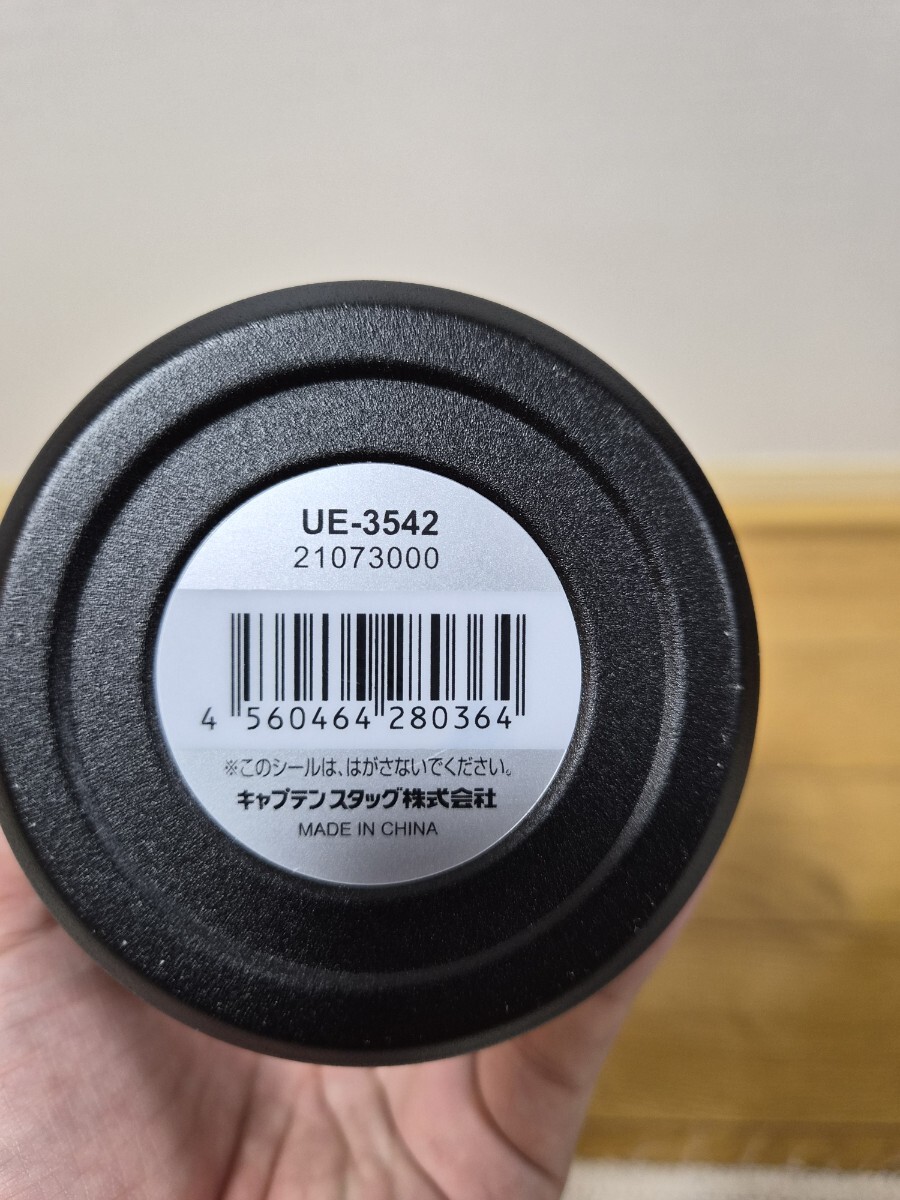 UE-3542
21073000
4 560464 280364
※このシールは、はがさないでください。
キャプテンスタッグ株式会社
MADE IN CHINA